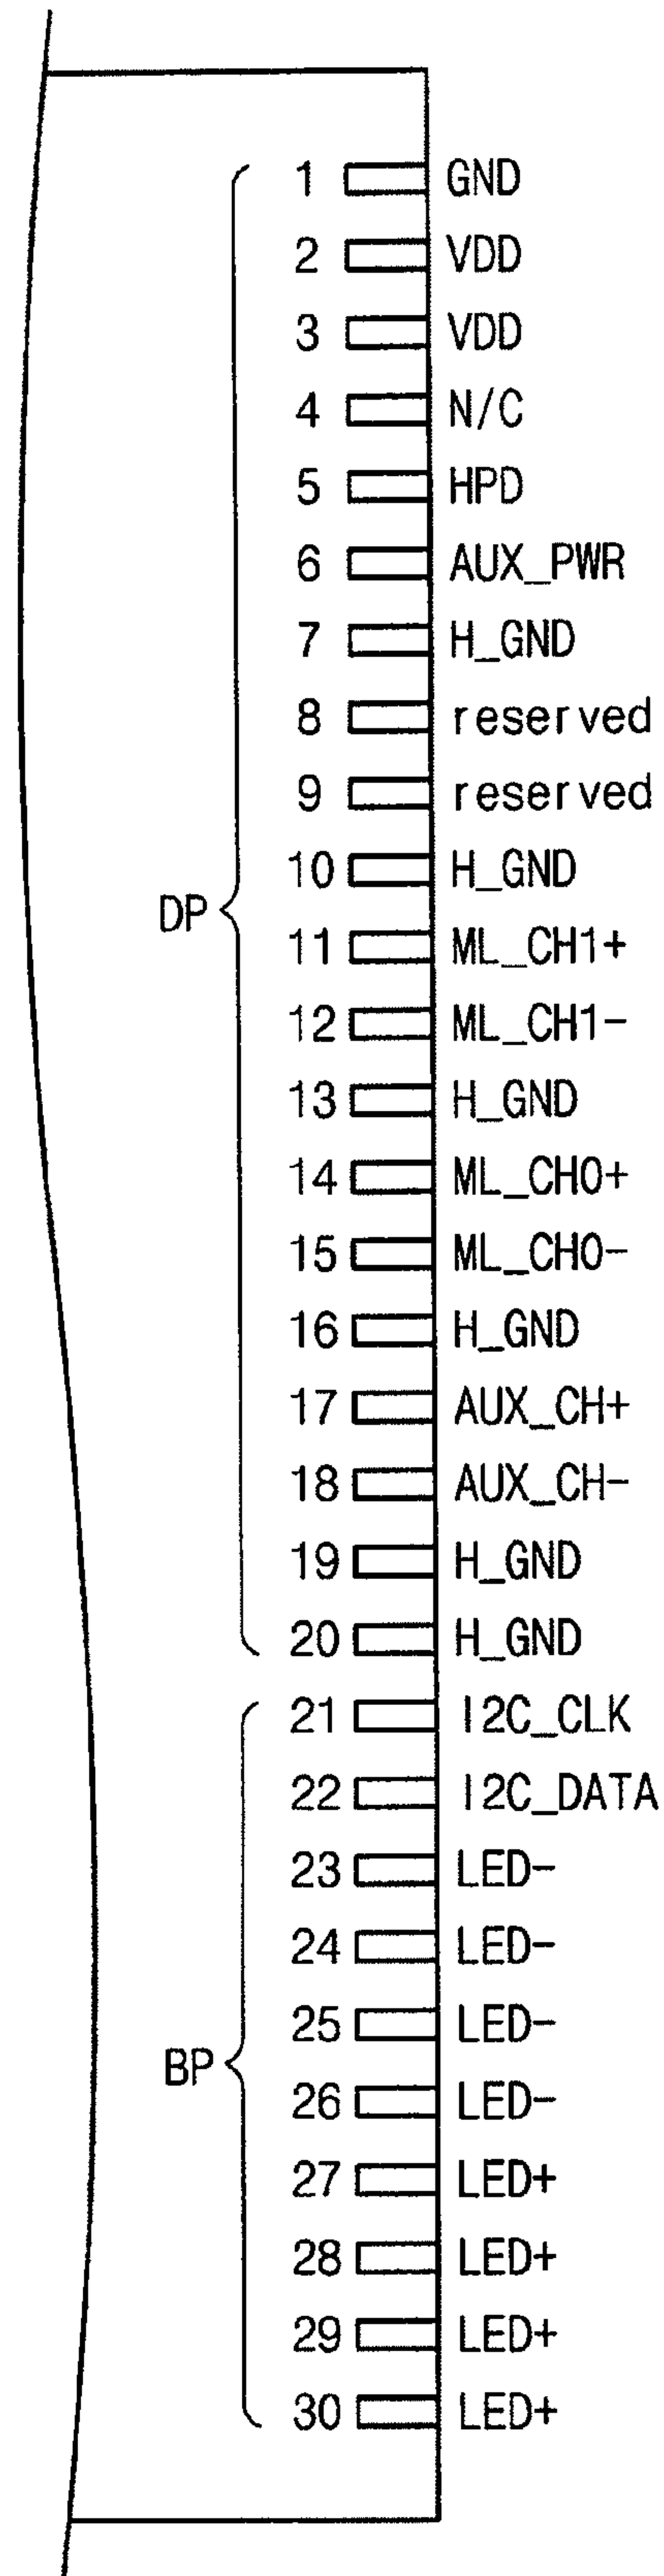 1 GND
2 VDD
3 VDD
4 N/C
5 HPD
6 AUX_PWR
7 H_GND
8 reserved
9 reserved
10 H_GND
DP
11 ML_CH1+
12 ML_CH1-
13 H_GND
14 ML_CH0+
15 ML_CH0-
16 H_GND
17 AUX_CH+
18 AUX_CH-
19 H_GND
20 H_GND
21 I2C_CLK
22 I2C_DATA
23 LED-
24 LED-
25 LED-
BP
26 LED-
27 LED+
28 LED+
29 LED+
30 LED+